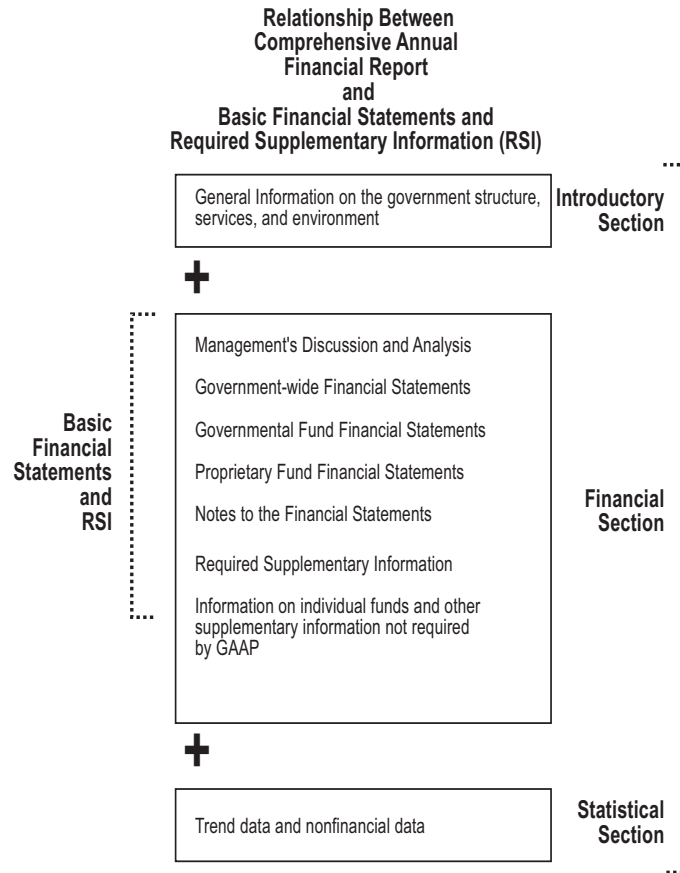 Relationship Between
Comprehensive Annual
Financial Report
and
Basic Financial Statements and
Required Supplementary Information (RSI)
General Information on the government structure,
services, and environment
Introductory
Section
+
Basic
Financial
Statements
and
RSI
Management's Discussion and Analysis
Government-wide Financial Statements
Governmental Fund Financial Statements
Proprietary Fund Financial Statements
Notes to the Financial Statements
Required Supplementary Information
Information on individual funds and other
supplementary information not required
by GAAP
Financial
Section
+
Trend data and nonfinancial data
Statistical
Section